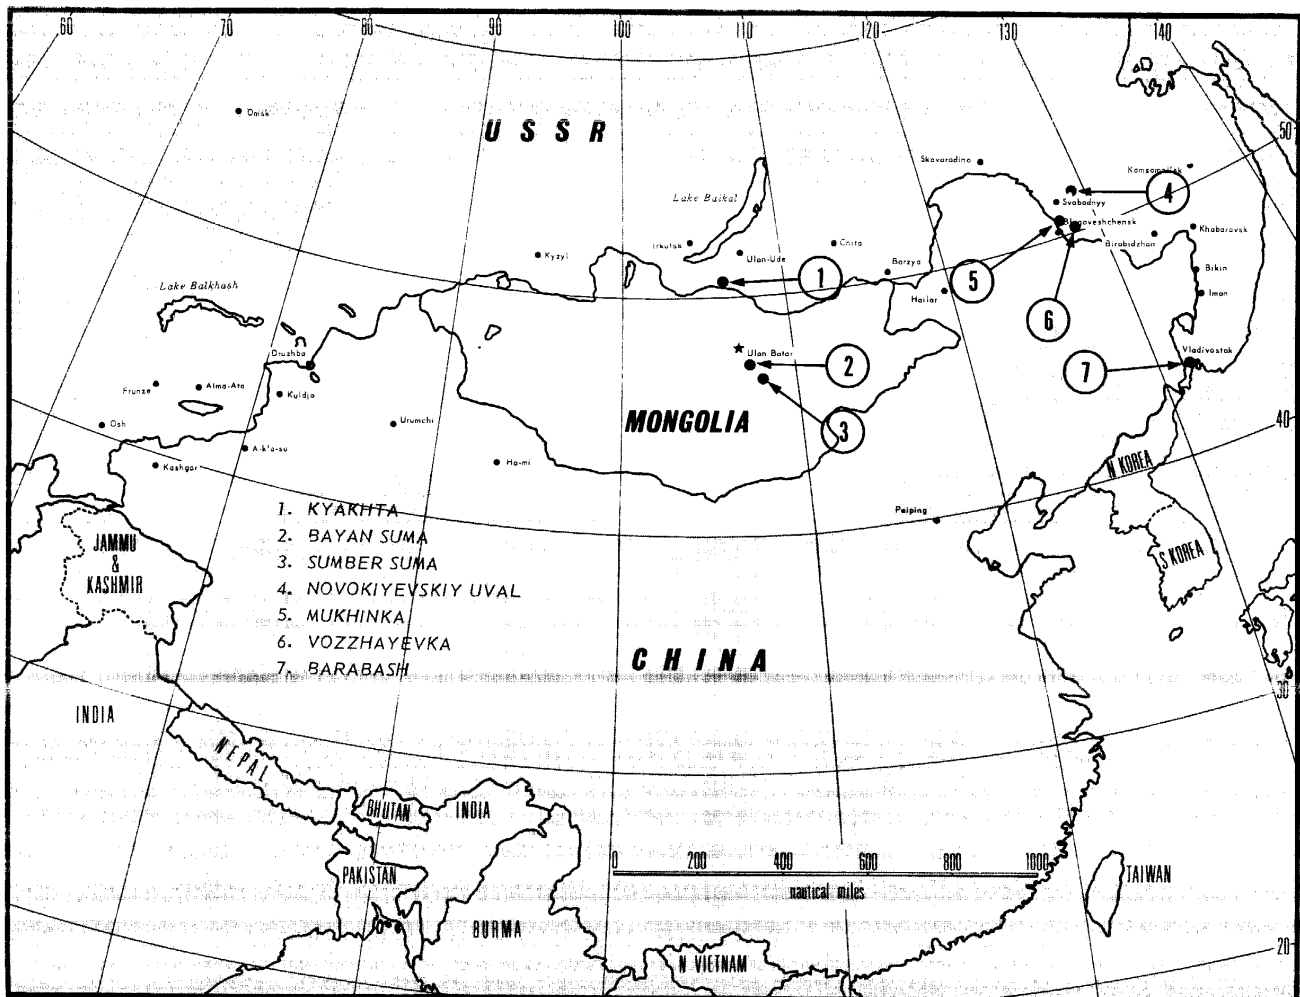 60 70 80 90 100 110 120 130 140
Omsk
USSR
50
Skovorodino
Komsomol'sk
4
Lake Baikal
Svobodnyy
Blagoveshchensk
Khabarovsk
Irkutsk
Chita
Birobidzhan
Kyzyl
Ulan-Ude
Borzya
Bikin
1
5
Lake Balkhash
Hailar
Iman
6
Druzhba
Ulan Bator
2
Vladivostok
7
Frunze
Alma-Ata
Kuldja
Osh
Urumchi
MONGOLIA
3
40
A-k'o-su
Kashgar
Ha-mi
N KOREA
1. KYAKHTA
2. BAYAN SUMA
3. SUMBER SUMA
4. NOVOKIYEVSKIY UVAL
5. MUKHINKA
6. VOZZHAYEVKA
7. BARABASH
Peiping
JAMMU
&
KASHMIR
S KOREA
CHINA
30
INDIA
NEPAL
BHUTAN
INDIA
0 200 400 600 800 1000
nautical miles
PAKISTAN
TAIWAN
BURMA
N VIETNAM
20